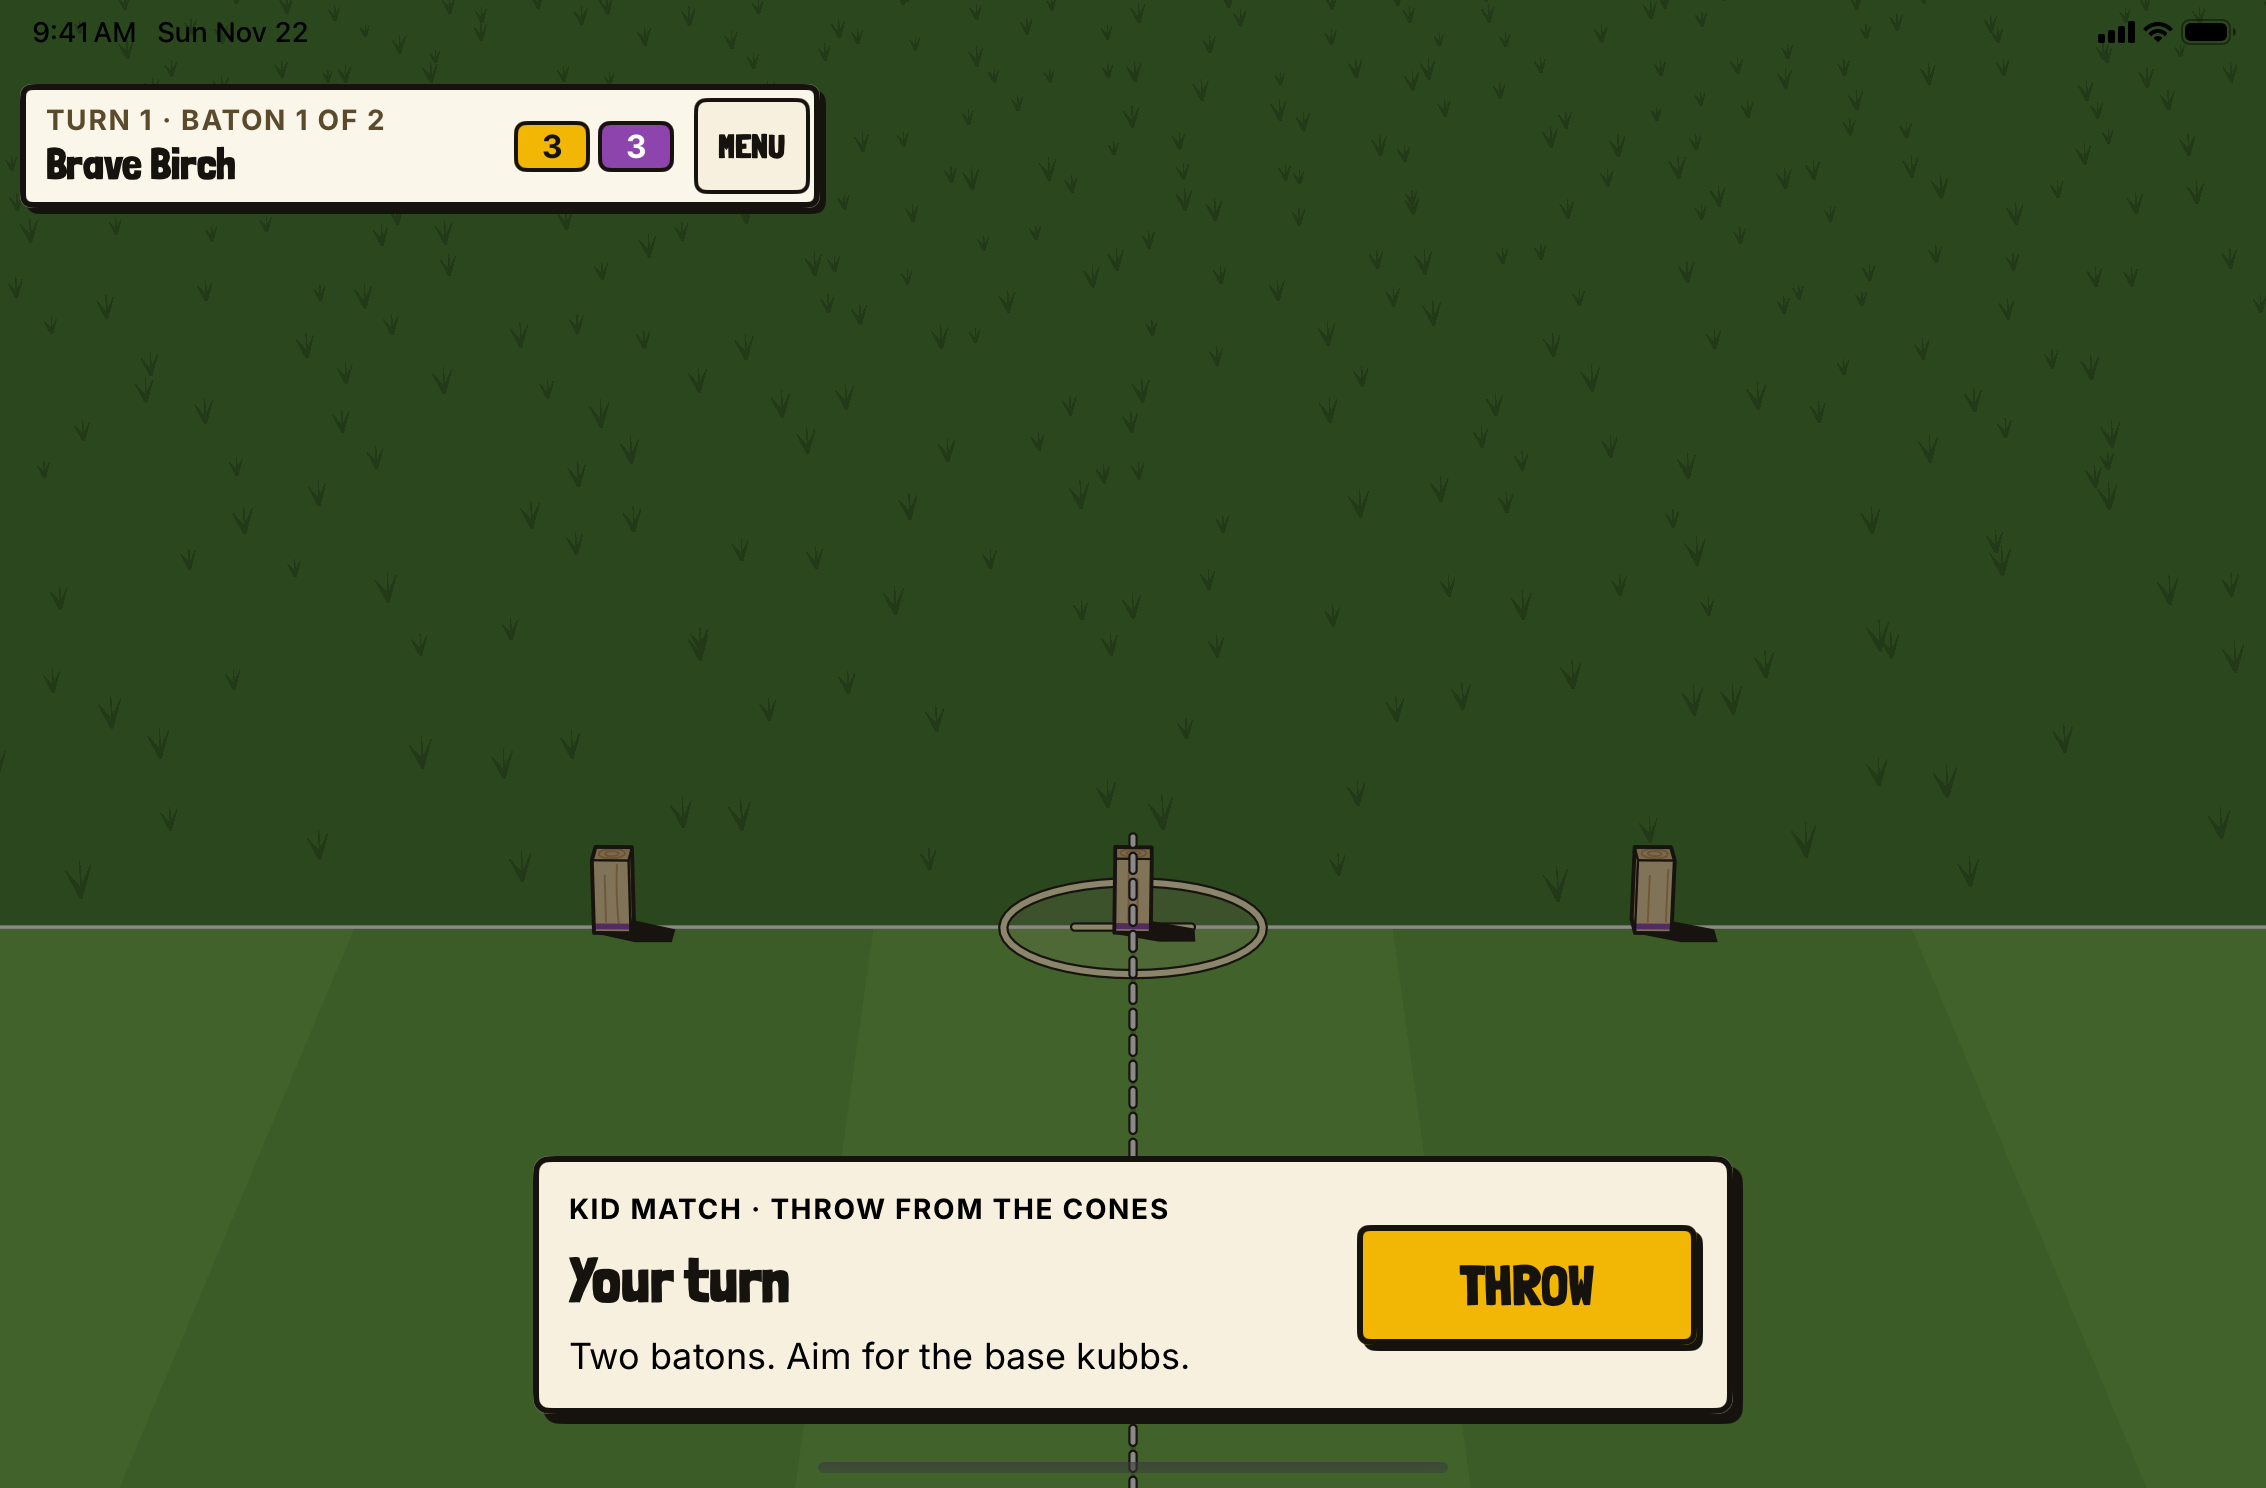 9:41 AM Sun Nov 22
TURN 1 · BATON 1 OF 2
Brave Birch
3 3
MENU
KID MATCH · THROW FROM THE CONES
Your turn
Two batons. Aim for the base kubbs.
THROW